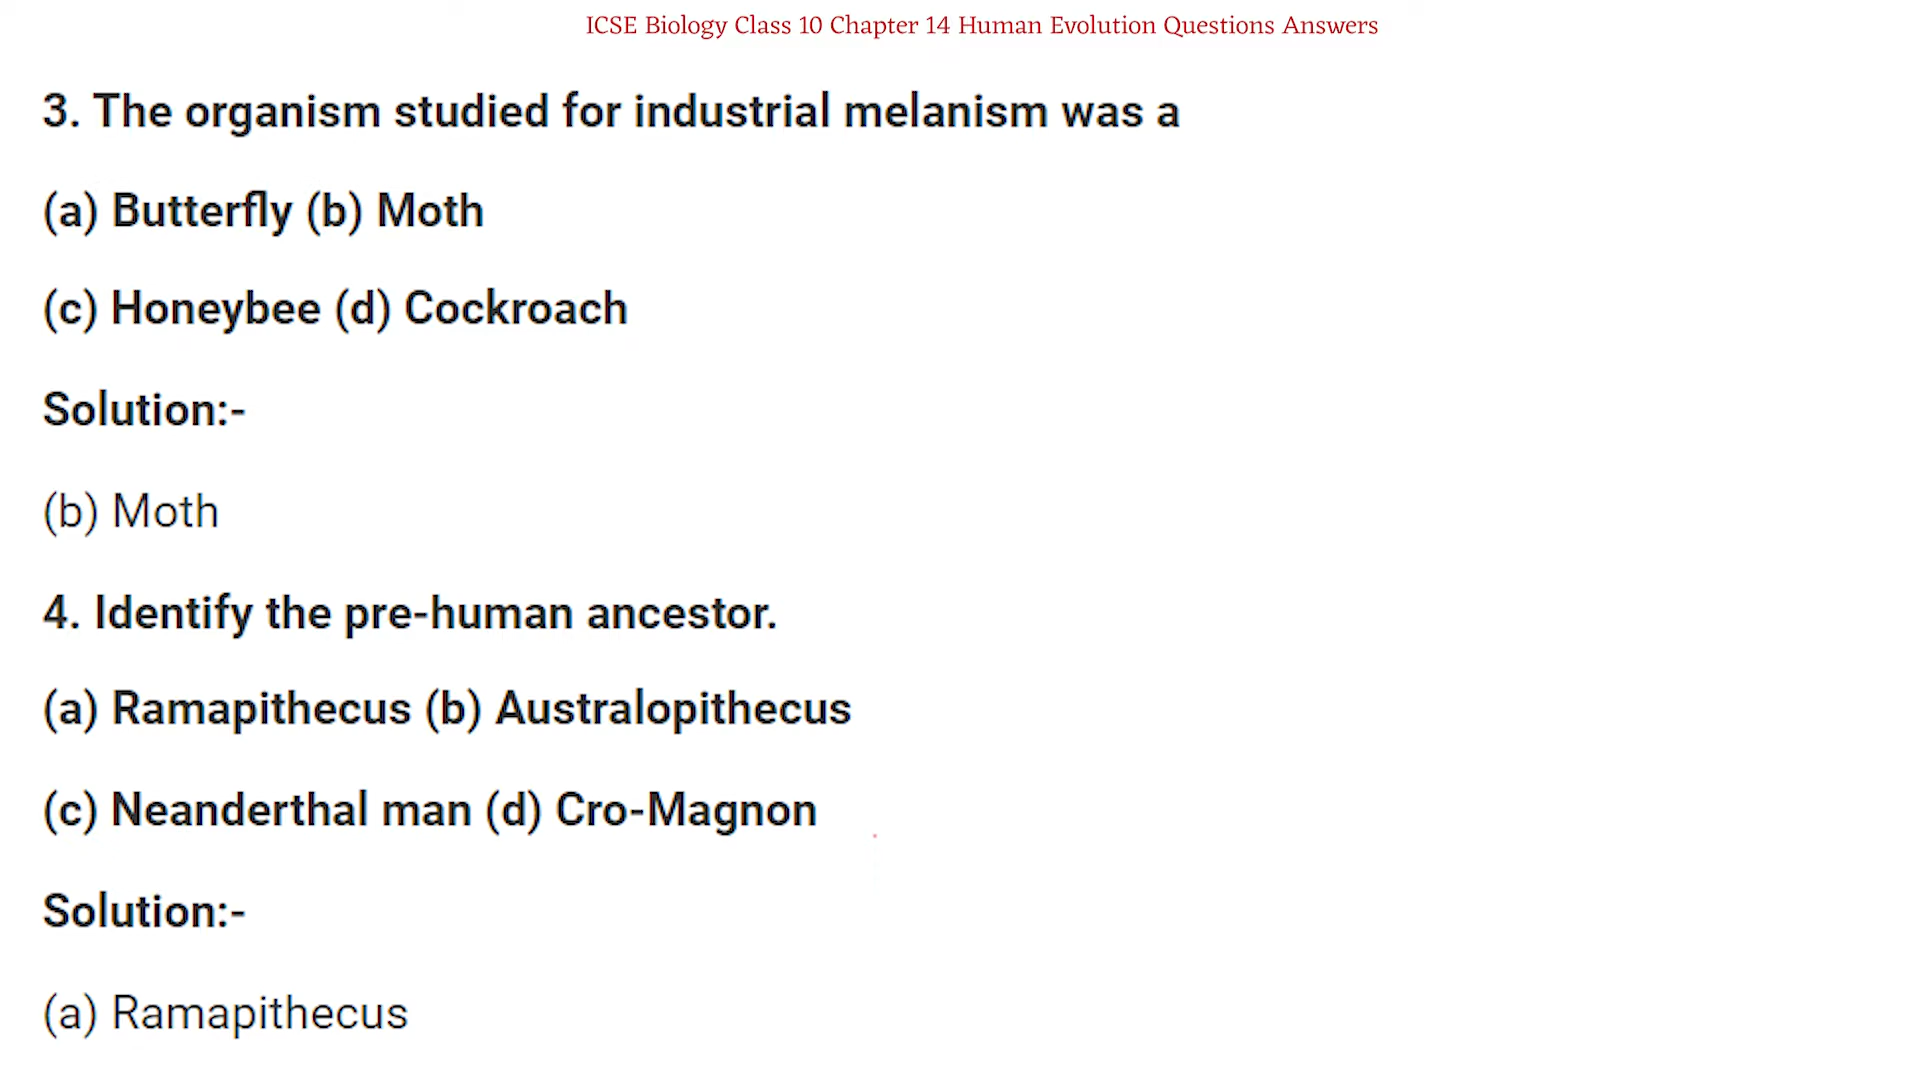 ICSE Biology Class 10 Chapter 14 Human Evolution Questions Answers
3. The organism studied for industrial melanism was a
(a) Butterfly (b) Moth
(c) Honeybee (d) Cockroach
Solution:-
(b) Moth
4. Identify the pre-human ancestor.
(a) Ramapithecus (b) Australopithecus
(c) Neanderthal man (d) Cro-Magnon
Solution:-
(a) Ramapithecus